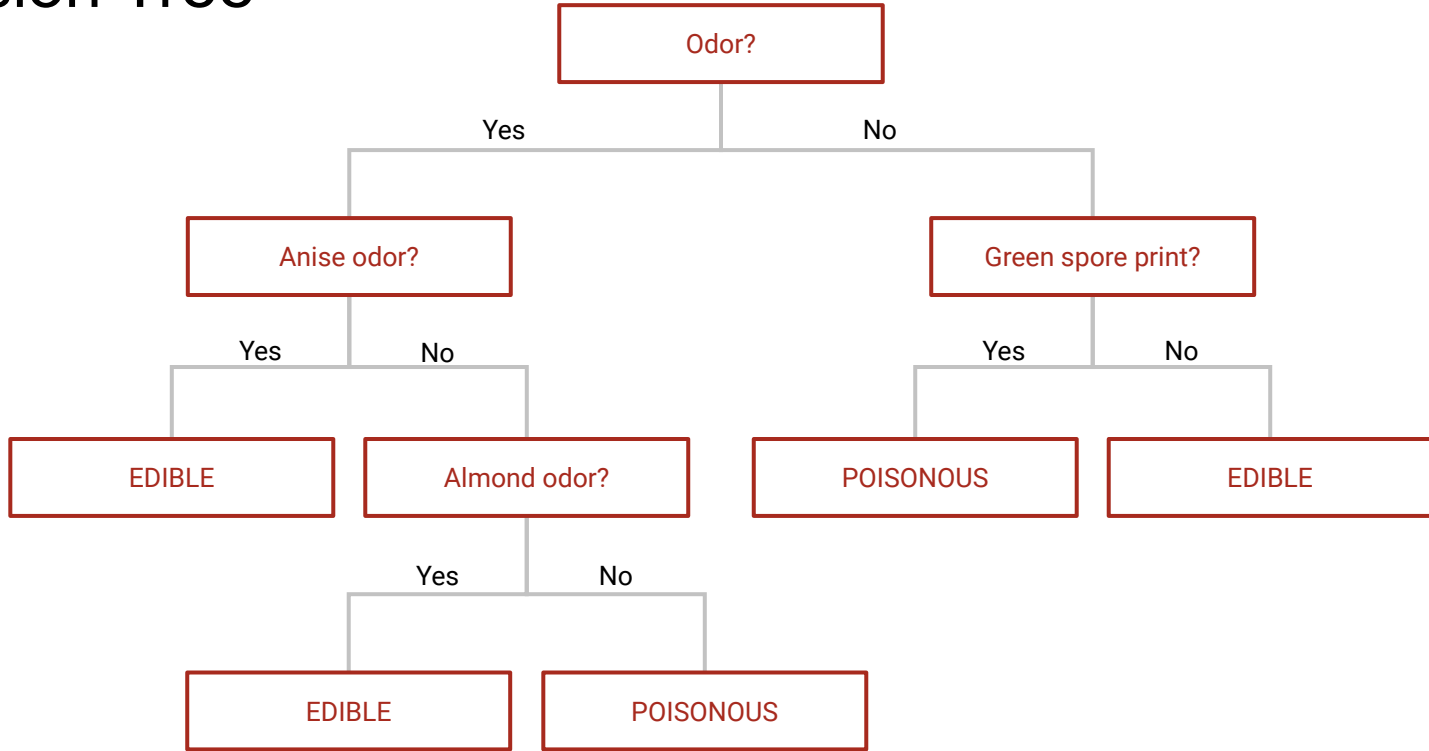 Odor?
Yes
No
Anise odor?
Green spore print?
Yes
No
Yes
No
EDIBLE
Almond odor?
POISONOUS
EDIBLE
Yes
No
EDIBLE
POISONOUS